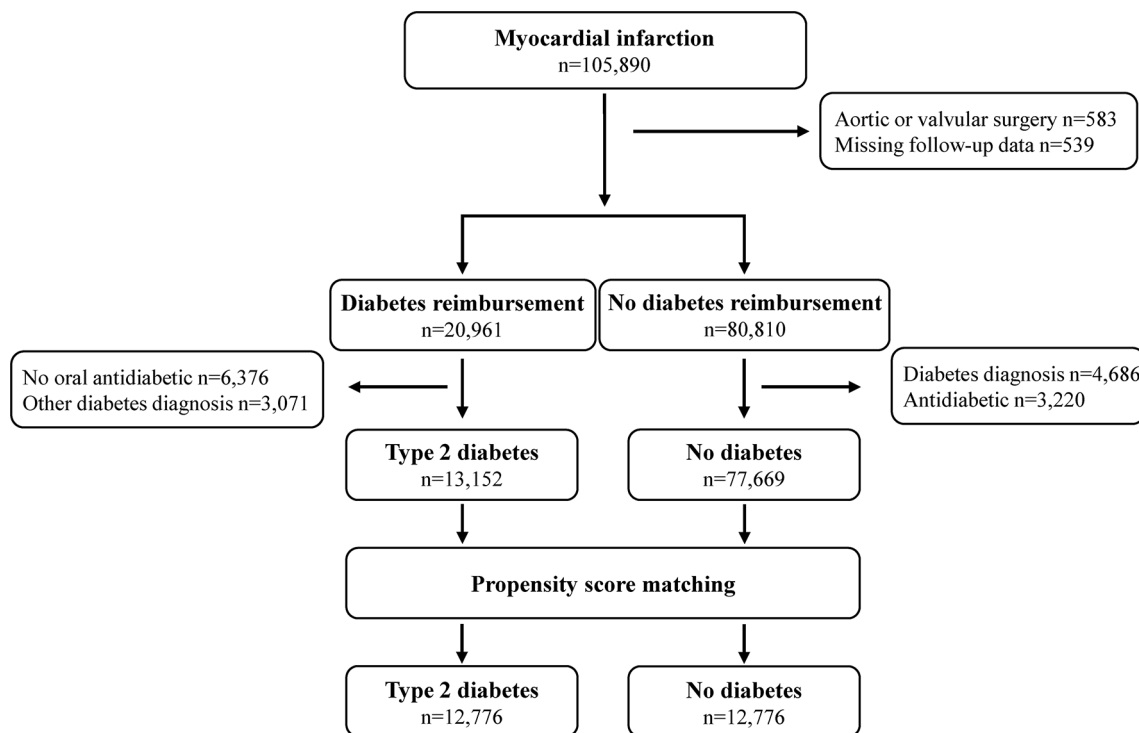 Myocardial infarction
n=105,890
Aortic or valvular surgery n=583
Missing follow-up data n=539
Diabetes reimbursement
n=20,961
No diabetes reimbursement
n=80,810
No oral antidiabetic n=6,376
Other diabetes diagnosis n=3,071
Diabetes diagnosis n=4,686
Antidiabetic n=3,220
Type 2 diabetes
n=13,152
No diabetes
n=77,669
Propensity score matching
Type 2 diabetes
n=12,776
No diabetes
n=12,776